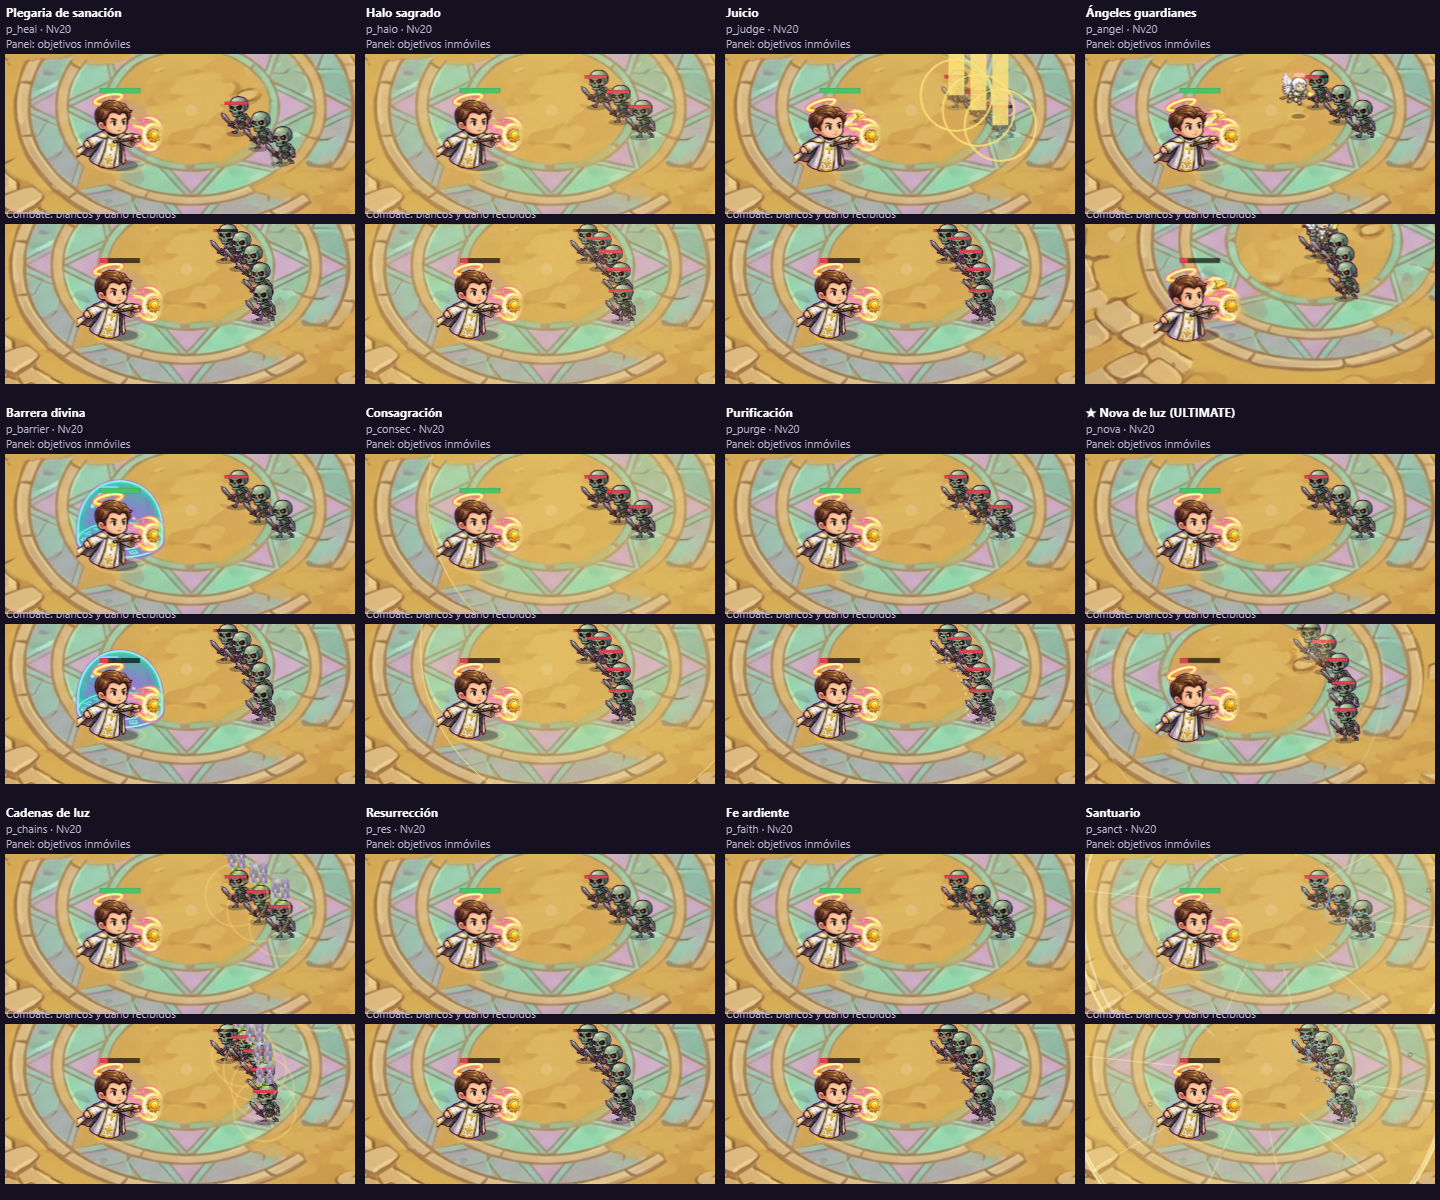 Plegaria de sanación
p_heal · Nv20
Panel: objetivos inmóviles
Combate: blancos y daño recibidos
Halo sagrado
p_halo · Nv20
Panel: objetivos inmóviles
Combate: blancos y daño recibidos
Juicio
p_judge · Nv20
Panel: objetivos inmóviles
Combate: blancos y daño recibidos
Ángeles guardianes
p_angel · Nv20
Panel: objetivos inmóviles
Combate: blancos y daño recibidos
Barrera divina
p_barrier · Nv20
Panel: objetivos inmóviles
Combate: blancos y daño recibidos
Consagración
p_consec · Nv20
Panel: objetivos inmóviles
Combate: blancos y daño recibidos
Purificación
p_purge · Nv20
Panel: objetivos inmóviles
Combate: blancos y daño recibidos
★ Nova de luz (ULTIMATE)
p_nova · Nv20
Panel: objetivos inmóviles
Combate: blancos y daño recibidos
Cadenas de luz
p_chains · Nv20
Panel: objetivos inmóviles
Combate: blancos y daño recibidos
Resurrección
p_res · Nv20
Panel: objetivos inmóviles
Combate: blancos y daño recibidos
Fe ardiente
p_faith · Nv20
Panel: objetivos inmóviles
Combate: blancos y daño recibidos
Santuario
p_sanct · Nv20
Panel: objetivos inmóviles
Combate: blancos y daño recibidos